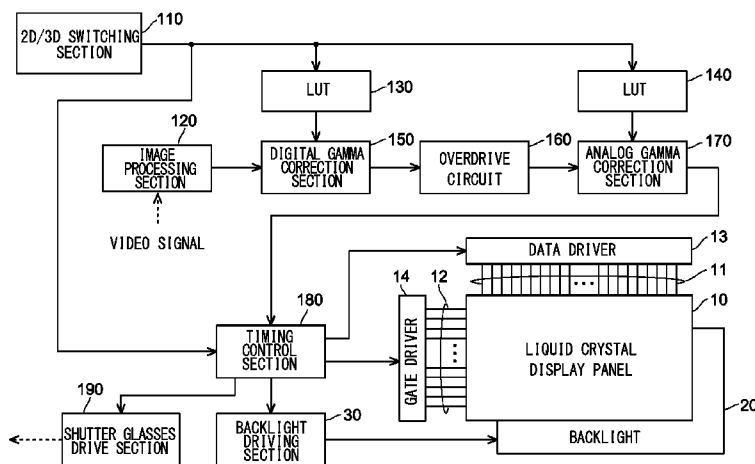 110
2D/3D SWITCHING
SECTION
LUT
130
LUT
140
120
IMAGE
PROCESSING
SECTION
150
DIGITAL GAMMA
CORRECTION
SECTION
160
OVERDRIVE
CIRCUIT
170
ANALOG GAMMA
CORRECTION
SECTION
VIDEO SIGNAL
13
DATA DRIVER
11
...
14
12
10
180
TIMING
CONTROL
SECTION
GATE DRIVER
LIQUID CRYSTAL
DISPLAY PANEL
20
190
SHUTTER GLASSES
DRIVE SECTION
30
BACKLIGHT
DRIVING
SECTION
BACKLIGHT